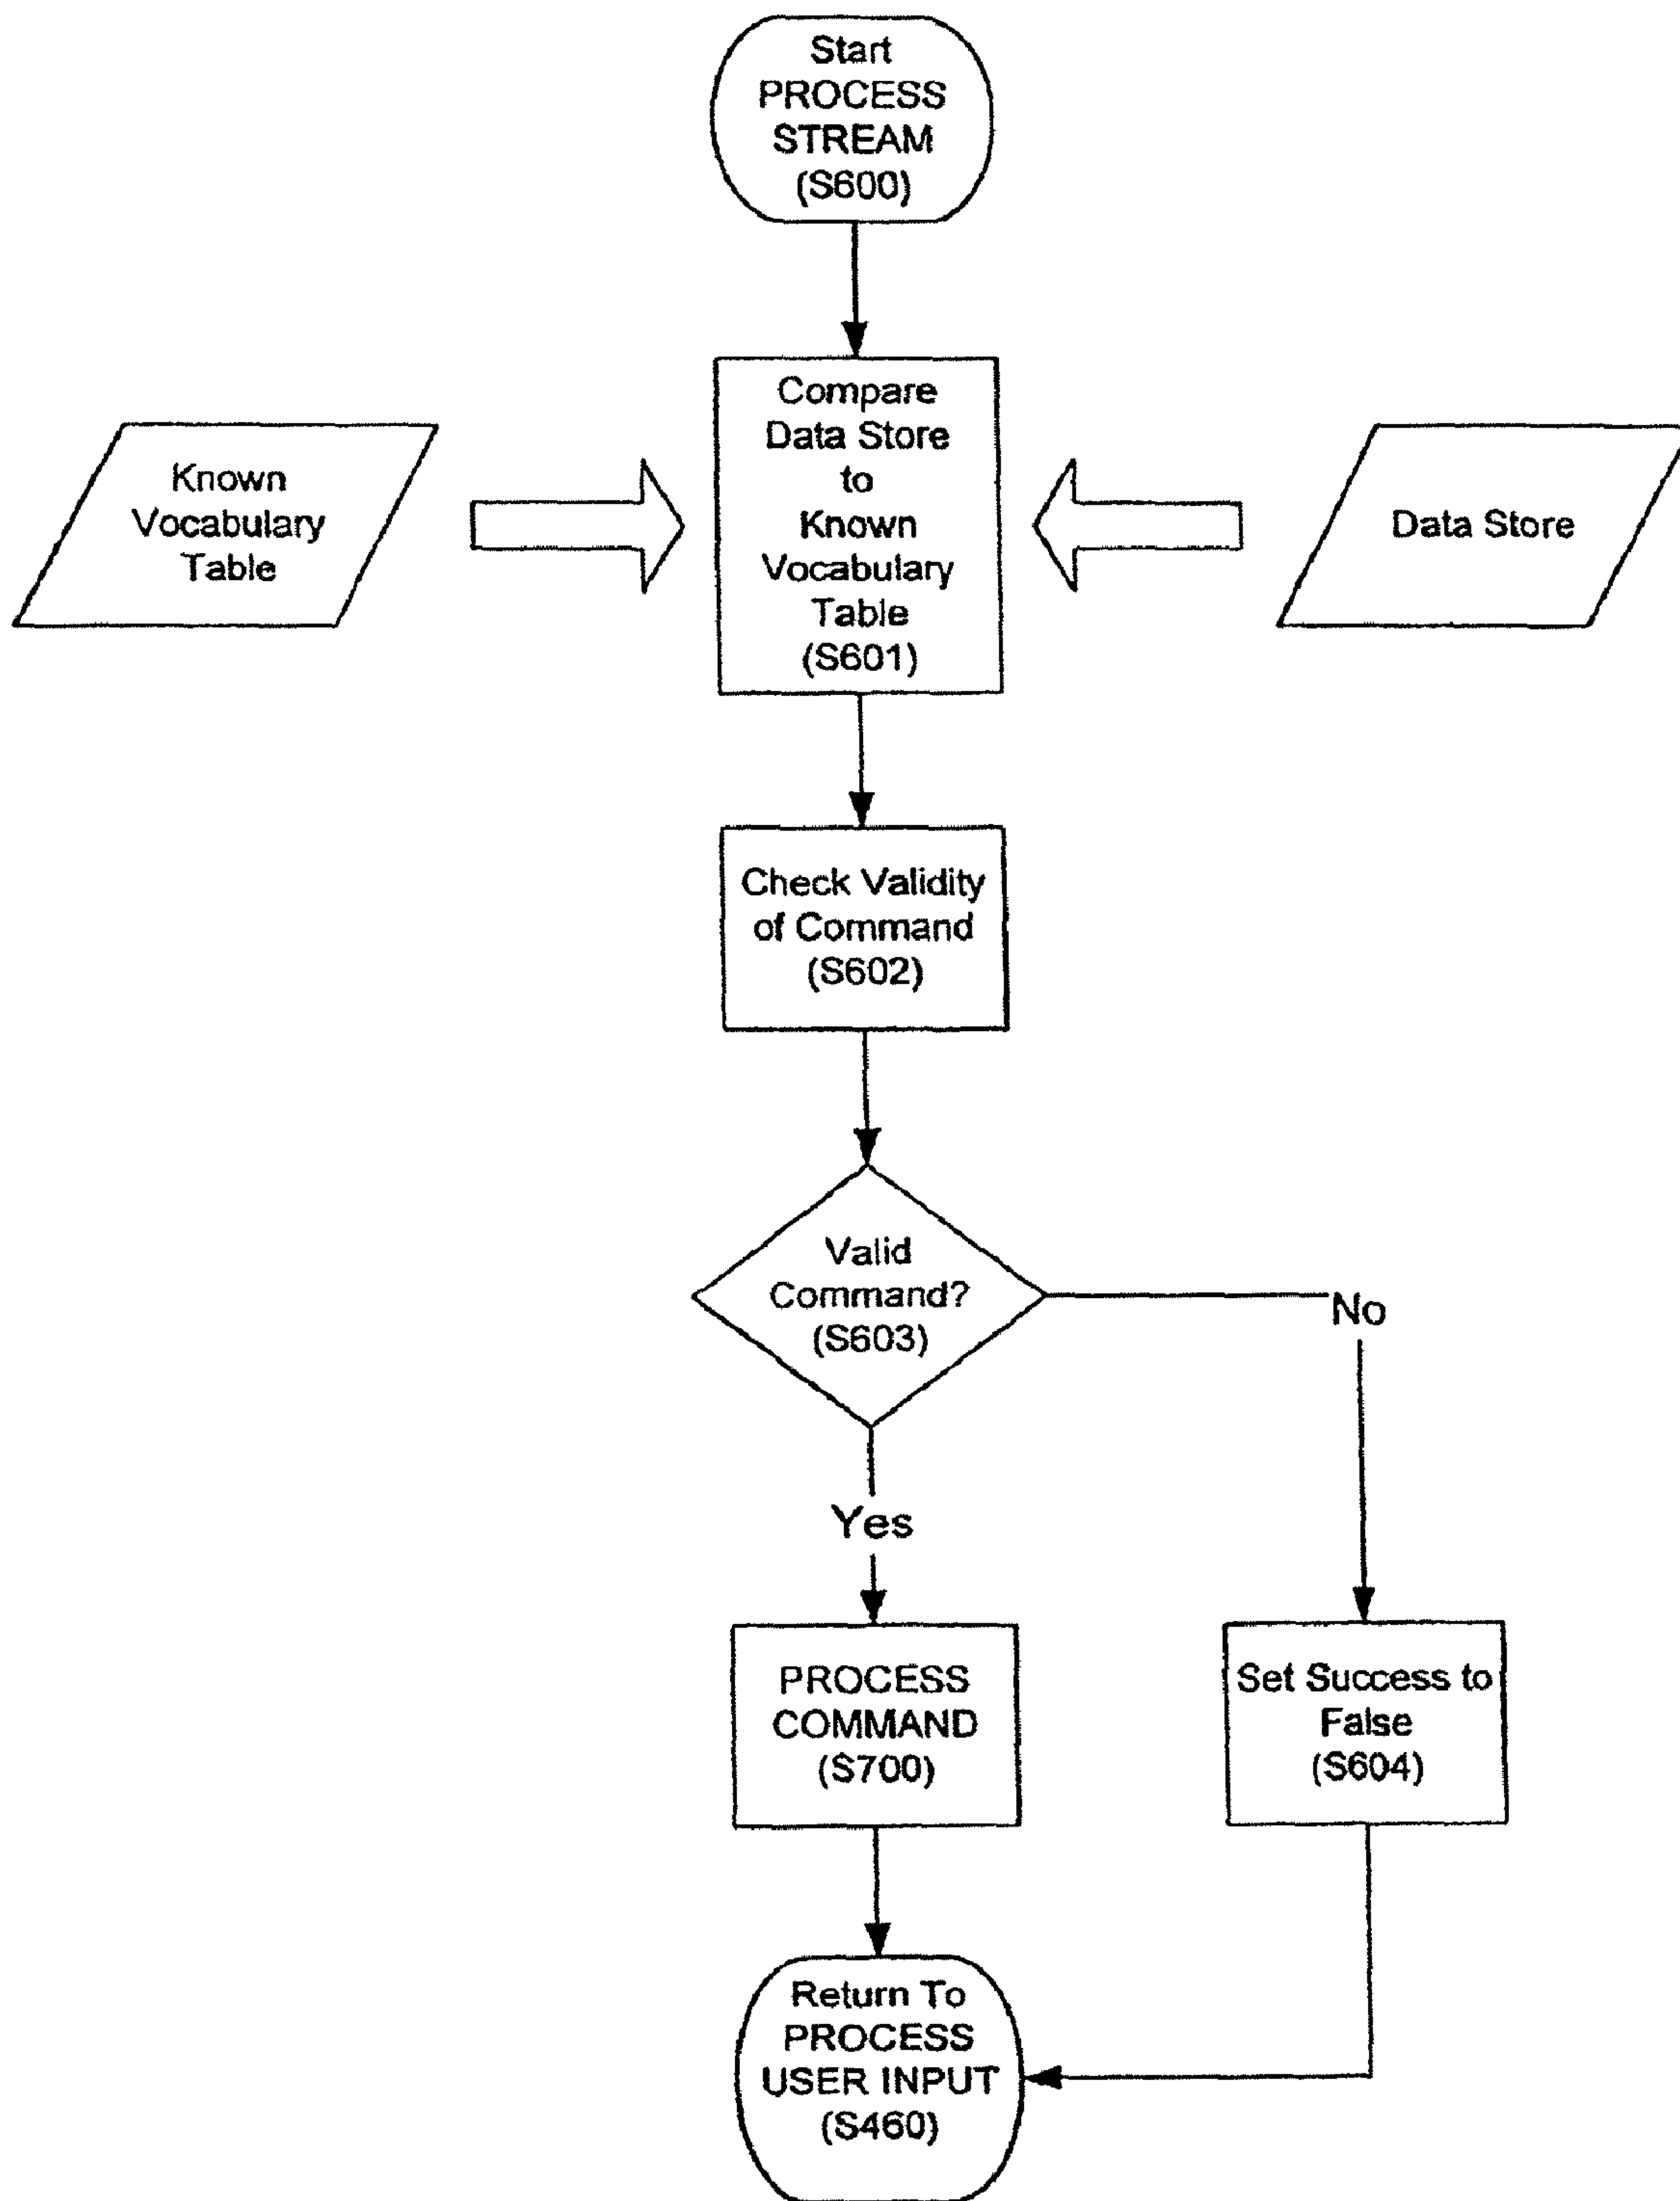 Start
PROCESS
STREAM
(S600)
Known
Vocabulary
Table
Compare
Data Store
to
Known
Vocabulary
Table
(S601)
Data Store
Check Validity
of Command
(S602)
Valid
Command?
(S603)
No
Yes
PROCESS
COMMAND
(S700)
Set Success to
False
(S604)
Return To
PROCESS
USER INPUT
(S460)